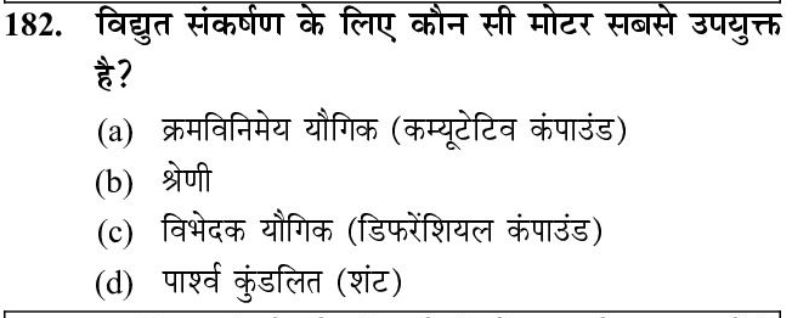 182. विद्युत संकर्षण के लिए कौन सी मोटर सबसे उपयुक्त
है?
(a) क्रमविनिमेय यौगिक (कम्यूटेटिव कंपाउंड)
(b) श्रेणी
(c) विभेदक यौगिक (डिफरेंशियल कंपाउंड)
(d) पार्श्व कुंडलित (शंट)